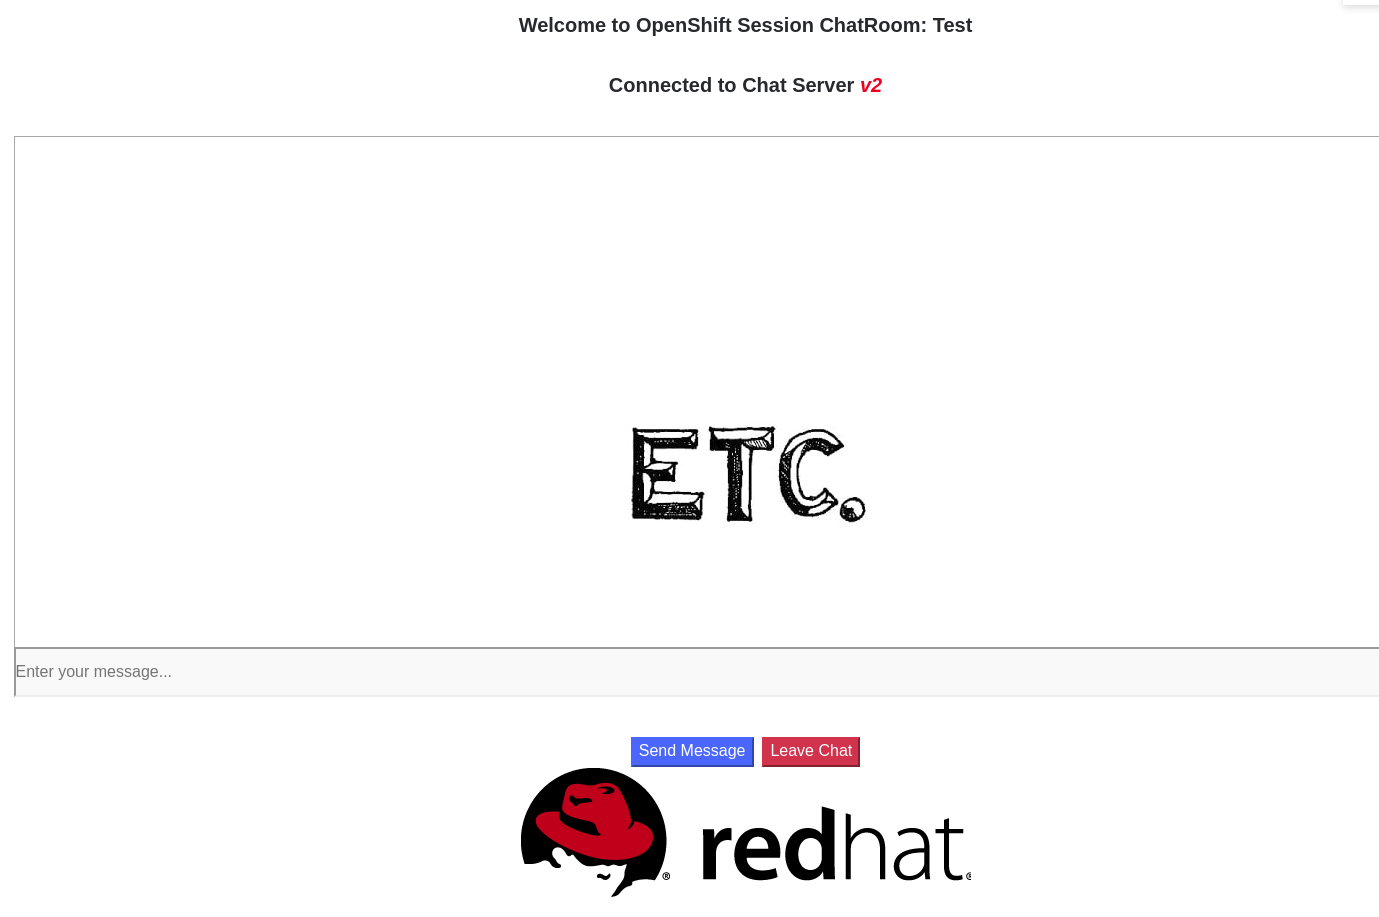 Welcome to OpenShift Session ChatRoom: Test
Connected to Chat Server v2
ETC.
Enter your message...
Send Message Leave Chat
® redhat®